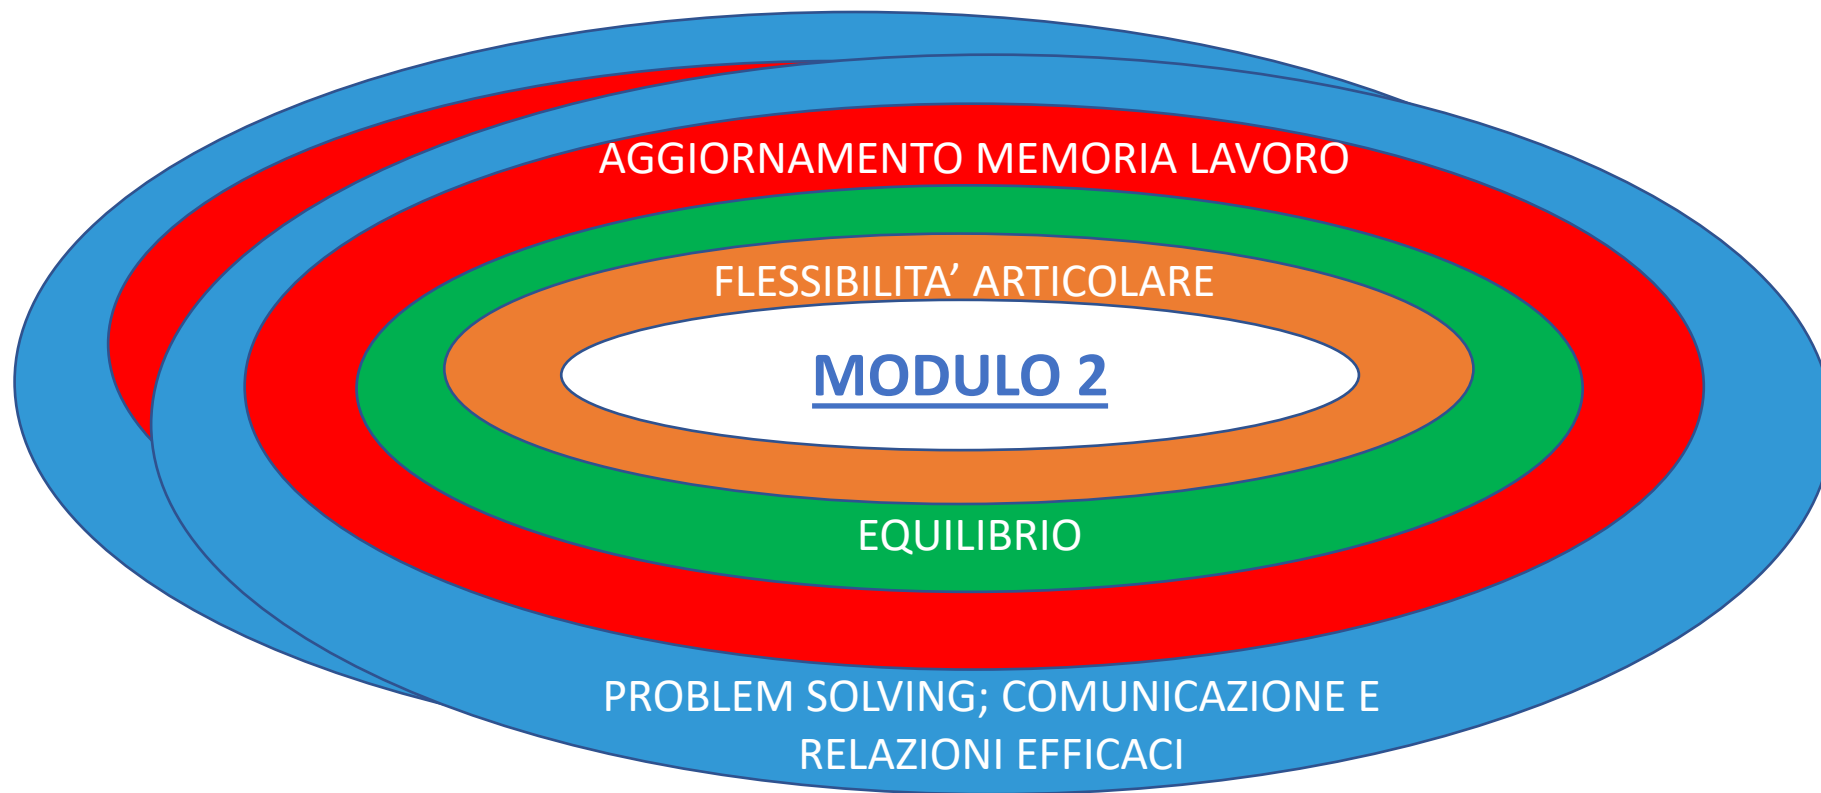 AGGIORNAMENTO MEMORIA LAVORO
FLESSIBILITA’ ARTICOLARE
MODULO 2
EQUILIBRIO
PROBLEM SOLVING; COMUNICAZIONE E
RELAZIONI EFFICACI